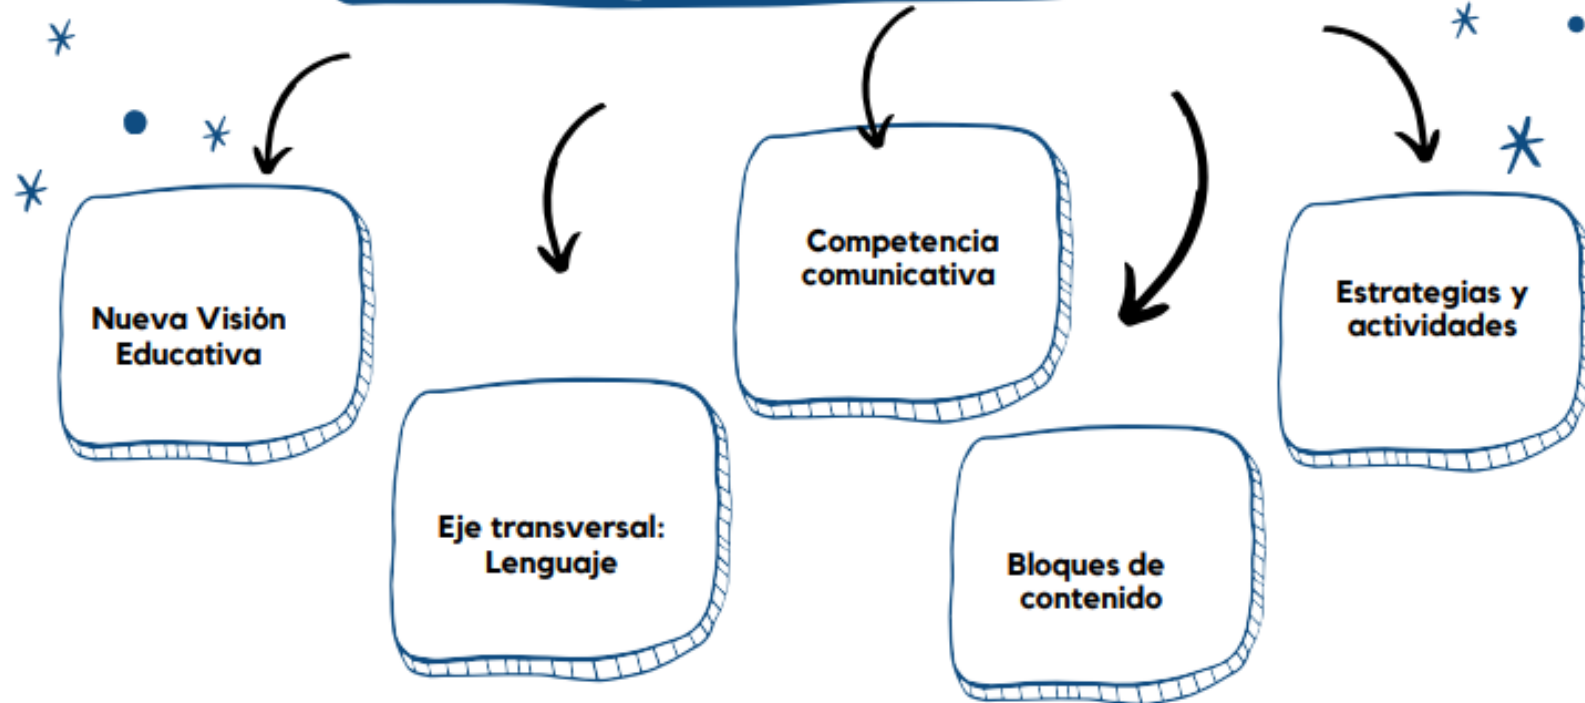 Nueva Visión
Educativa
Eje transversal:
Lenguaje
Competencia
comunicativa
Bloques de
contenido
Estrategias y
actividades